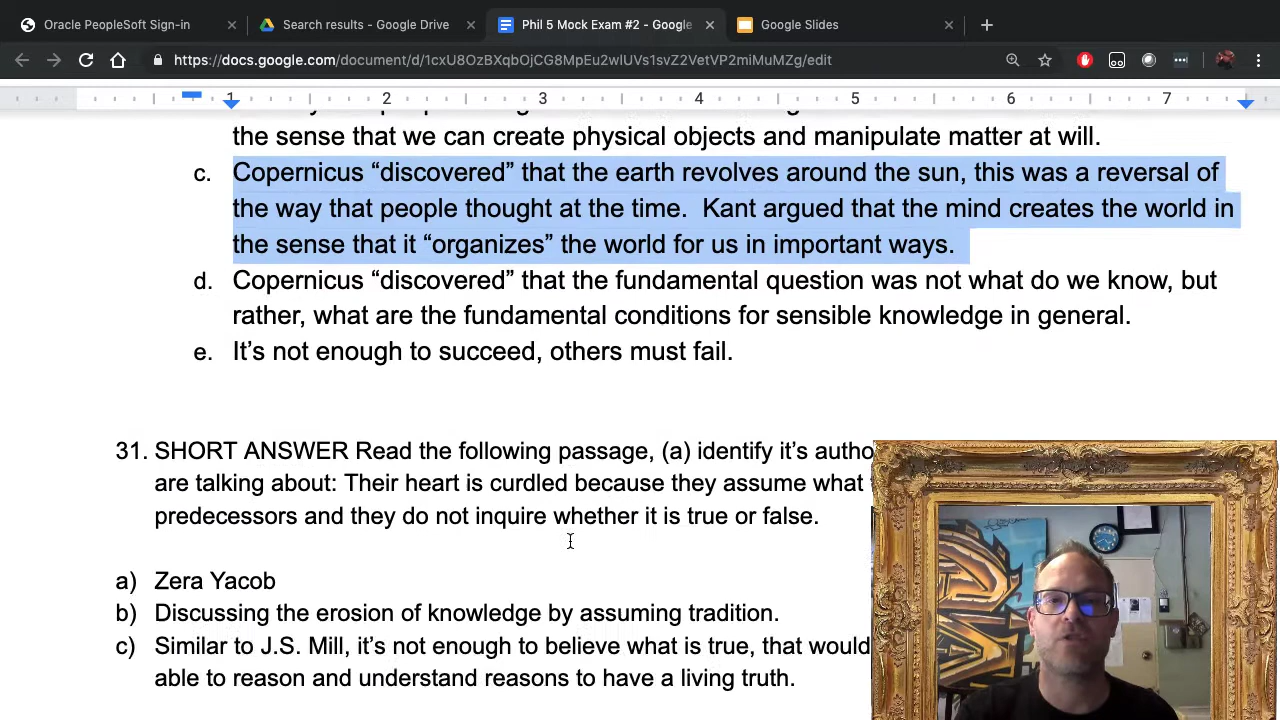 Oracle PeopleSoft Sign-in
Search results - Google Drive
Phil 5 Mock Exam #2 - Google
Google Slides
https://docs.google.com/document/d/1cxU8OzBXqbOjCG8MpEu2wlUVs1svZ2VetVP2miMuMZg/edit
1 2 3 4 5 6 7
the sense that we can create physical objects and manipulate matter at will.
c. Copernicus “discovered” that the earth revolves around the sun, this was a reversal of
the way that people thought at the time. Kant argued that the mind creates the world in
the sense that it “organizes” the world for us in important ways.
d. Copernicus “discovered” that the fundamental question was not what do we know, but
rather, what are the fundamental conditions for sensible knowledge in general.
e. It’s not enough to succeed, others must fail.
31. SHORT ANSWER Read the following passage, (a) identify it’s autho
are talking about: Their heart is curdled because they assume what
predecessors and they do not inquire whether it is true or false.
a) Zera Yacob
b) Discussing the erosion of knowledge by assuming tradition.
c) Similar to J.S. Mill, it’s not enough to believe what is true, that would
able to reason and understand reasons to have a living truth.